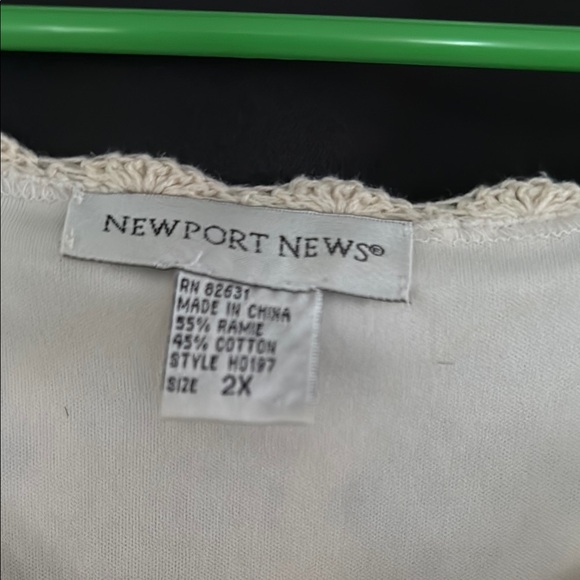 NEWPORT NEWS®
RN 82631
MADE IN CHINA
55% RAMIE
45% COTTON
STYLE H0197
SIZE 2X